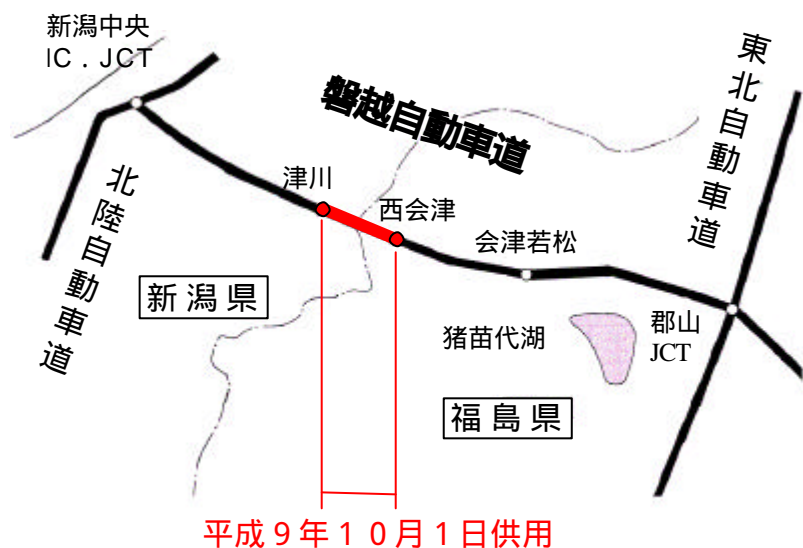 新潟中央
IC．JCT
磐越自動車道
東北自動車道
津川
西会津
北陸自動車道
会津若松
新潟県
猪苗代湖
郡山
JCT
福島県
平成９年１０月１日供用